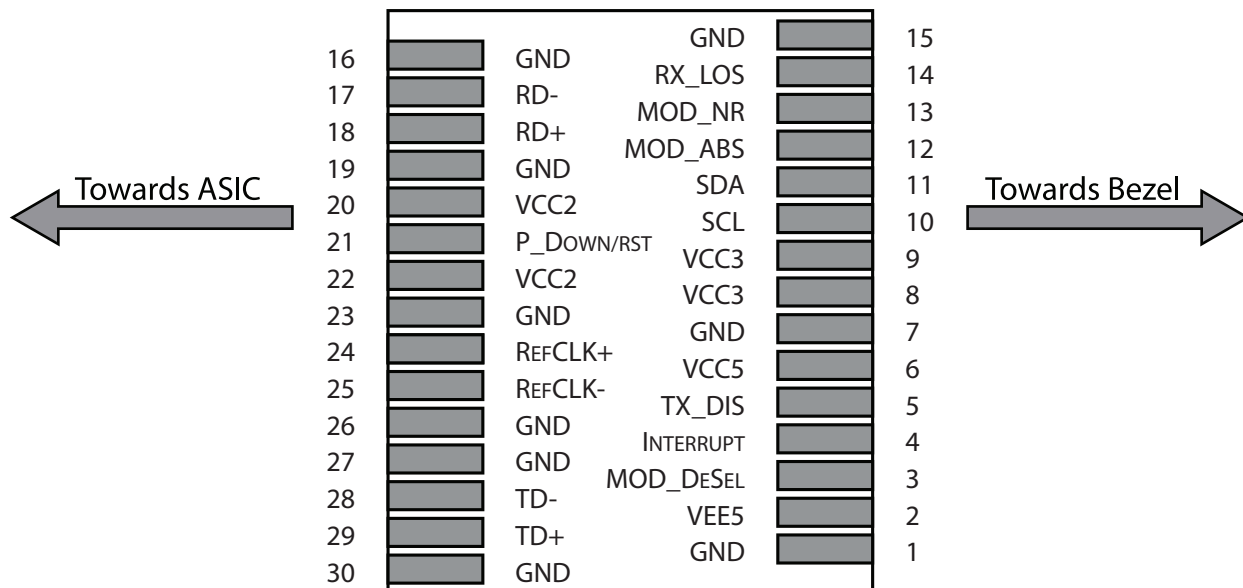 GND 15
16 GND
RX_LOS 14
17 RD-
MOD_NR 13
18 RD+
MOD_ABS 12
19 GND
SDA 11
Towards ASIC
Towards Bezel
20 VCC2
SCL 10
21 P_DOWN/RST
VCC3 9
22 VCC2
VCC3 8
23 GND
GND 7
24 REFCLK+
VCC5 6
25 REFCLK-
TX_DIS 5
26 GND
INTERRUPT 4
27 GND
MOD_DESEL 3
28 TD-
VEE5 2
29 TD+
GND 1
30 GND